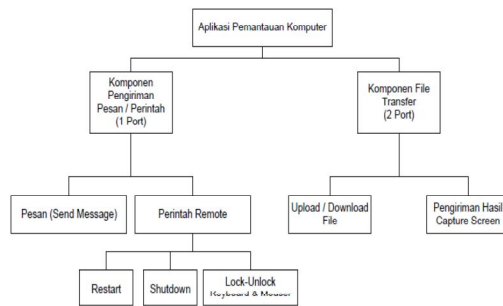 Aplikasi Pemantauan Komputer
Komponen
Pengiriman
Pesan / Perintah
(1 Port)
Komponen File
Transfer
(2 Port)
Pesan (Send Message)
Perintah Remote
Upload / Download
File
Pengiriman Hasil
Capture Screen
Restart
Shutdown
Lock-Unlock
Keyboard &